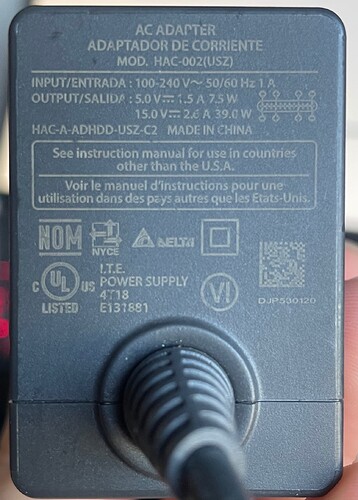 AC ADAPTER
ADAPTADOR DE CORRIENTE
MOD. HAC-002(USZ)
INPUT/ENTRADA : 100-240 V~ 50/60 Hz 1 A
OUTPUT/SALIDA : 5.0 V⎓ 1.5 A 7.5 W
15.0 V⎓ 2.6 A 39.0 W
HAC-A-ADHDD-USZ-C2 MADE IN CHINA
See instruction manual for use in countries
other than the U.S.A.
Voir le manuel d'instructions pour une
utilisation dans des pays autres que les États-Unis.
NOM NYCE DELTA
C UL US LISTED
I.T.E.
POWER SUPPLY
4T18
E131881
VI
DJP530120